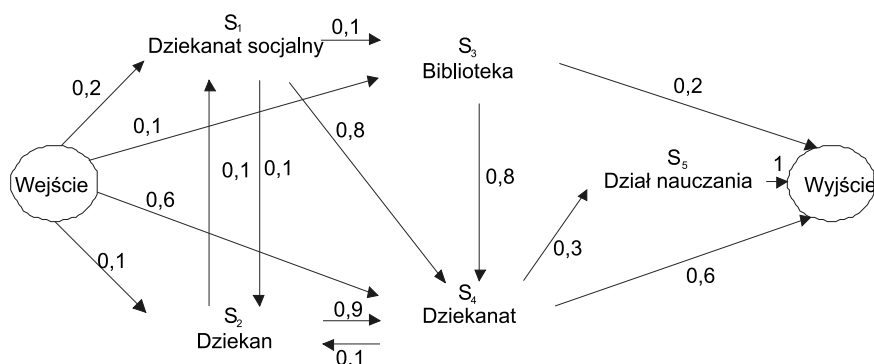 S1
Dziekanat socjalny
0,1
S3
Biblioteka
0,2
0,2
0,1
0,8
S5
Dział nauczania
1
Wejście
0,1
0,1
0,8
Wyjście
0,6
0,3
0,1
0,6
S4
Dziekanat
S2
Dziekan
0,9
0,1